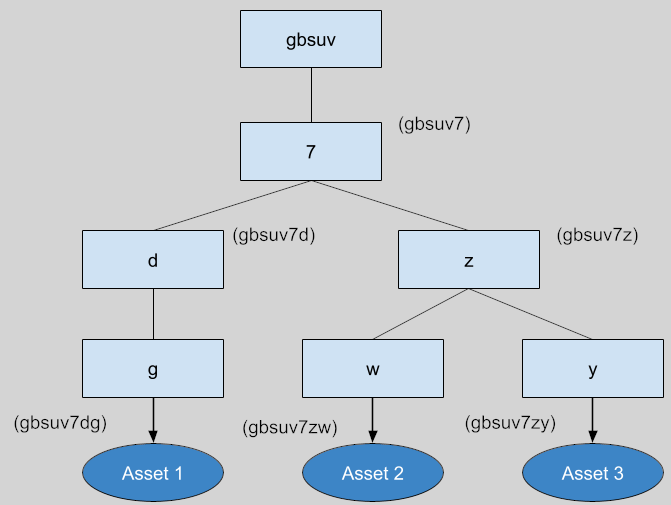 gbsuv
(gbsuv7)
7
(gbsuv7d)
(gbsuv7z)
d
z
g
w
y
(gbsuv7dg)
(gbsuv7zw)
(gbsuv7zy)
Asset 1
Asset 2
Asset 3